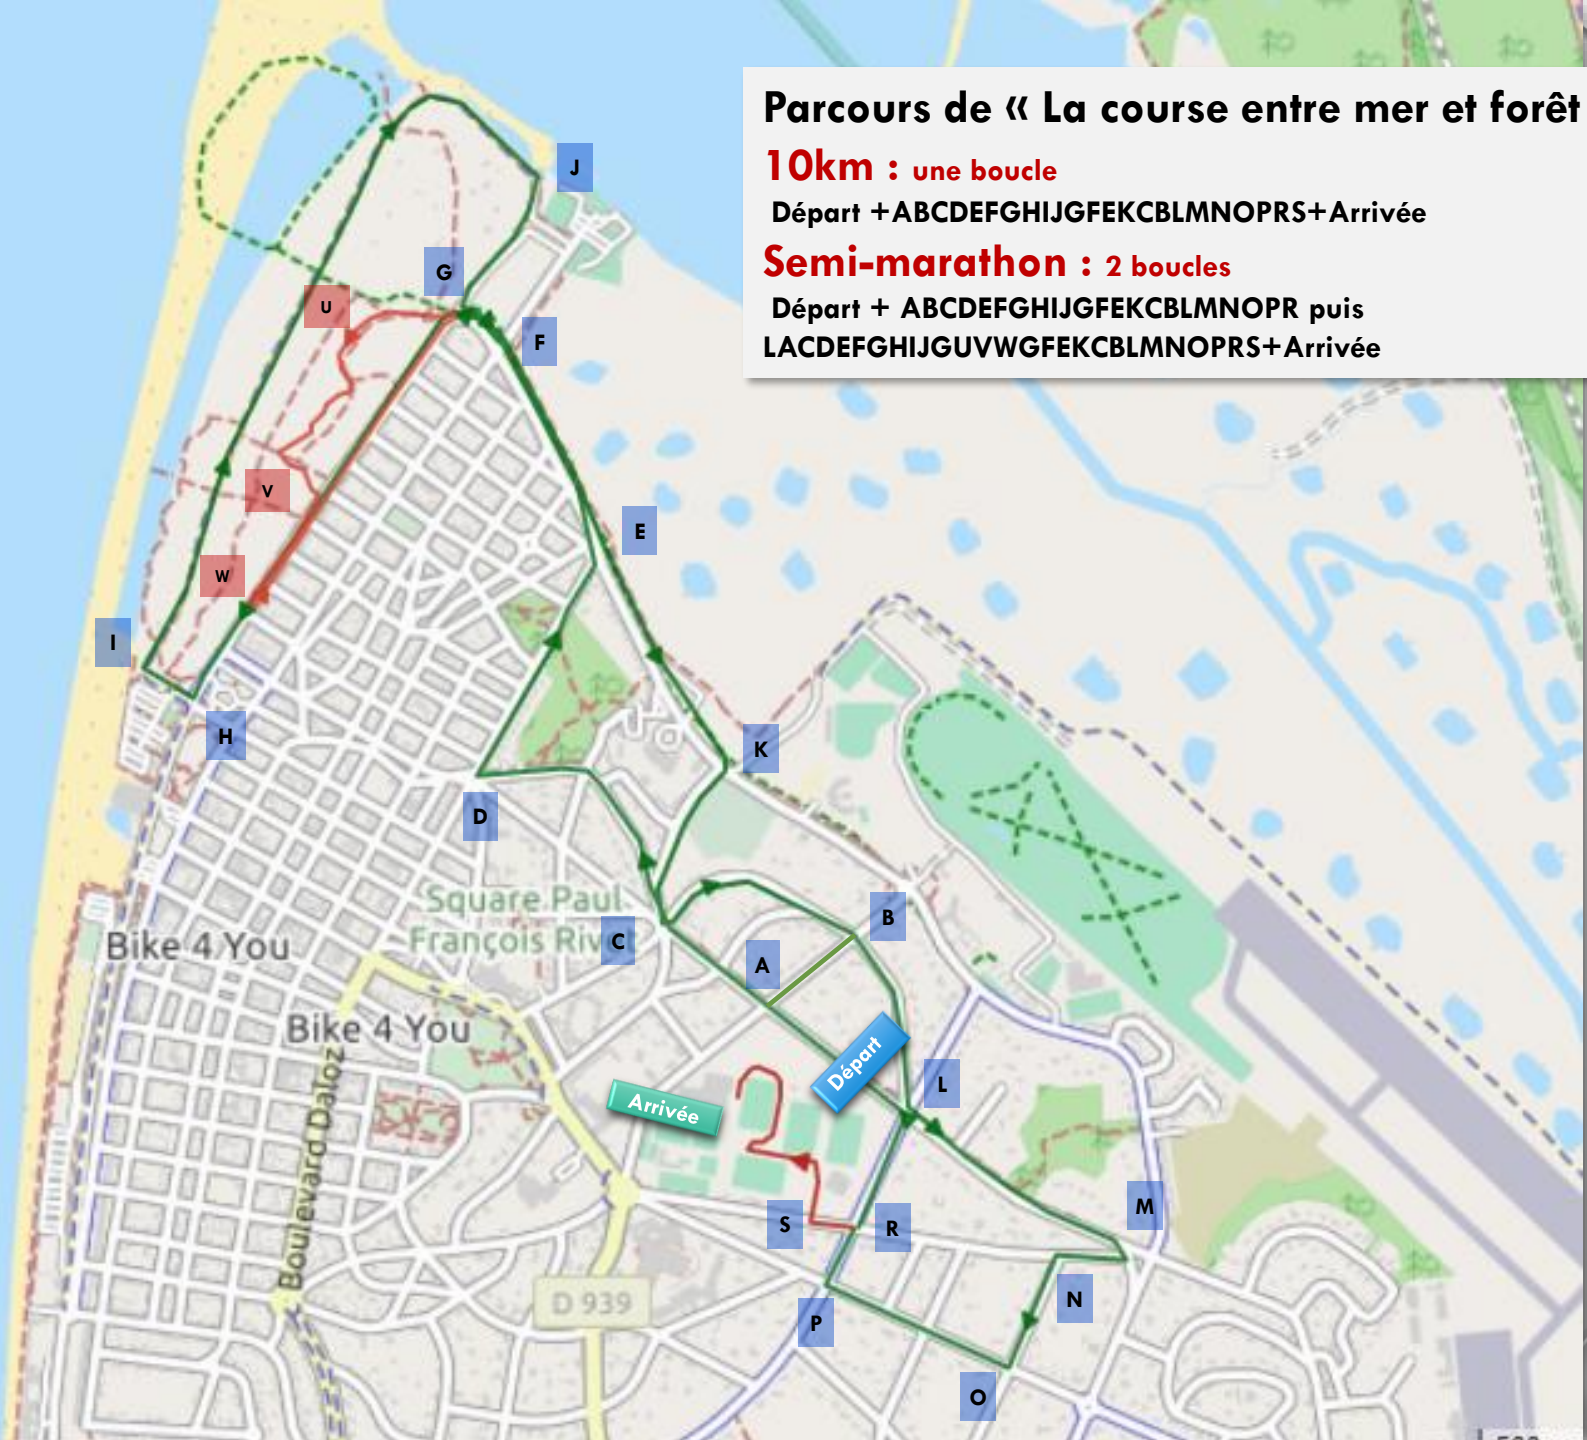 Parcours de « La course entre mer et forêt
10km : une boucle
Départ +ABCDEFGHIJGFEKCBLMNOPRS+Arrivée
Semi-marathon : 2 boucles
Départ + ABCDEFGHIJGFEKCBLMNOPR puis
LACDEFGHIJGUVWGFEKCBLMNOPRS+Arrivée
J
G
U
F
V
E
W
I
H
K
D
Square Paul
François Rivet
C
B
A
Bike 4 You
Bike 4 You
Départ
L
Arrivée
Boulevard Daloz
M
S
R
D 939
N
P
O